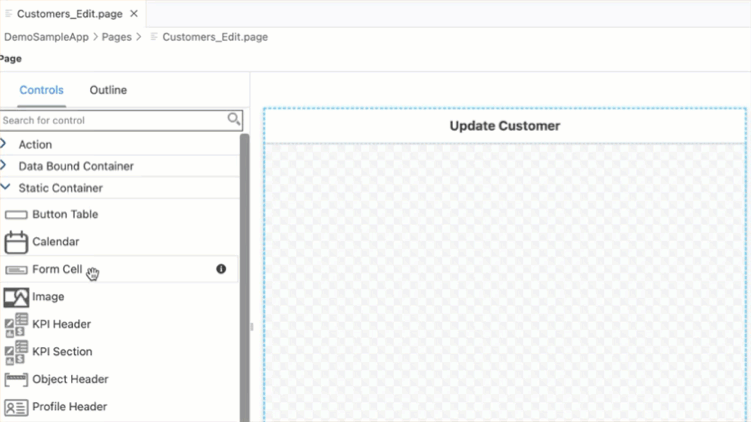 Customers_Edit.page ×
DemoSampleApp > Pages > Customers_Edit.page
Page
Controls Outline
Search for control
Action
Data Bound Container
Static Container
Button Table
Calendar
Form Cell
Image
KPI Header
KPI Section
Object Header
Profile Header
Update Customer